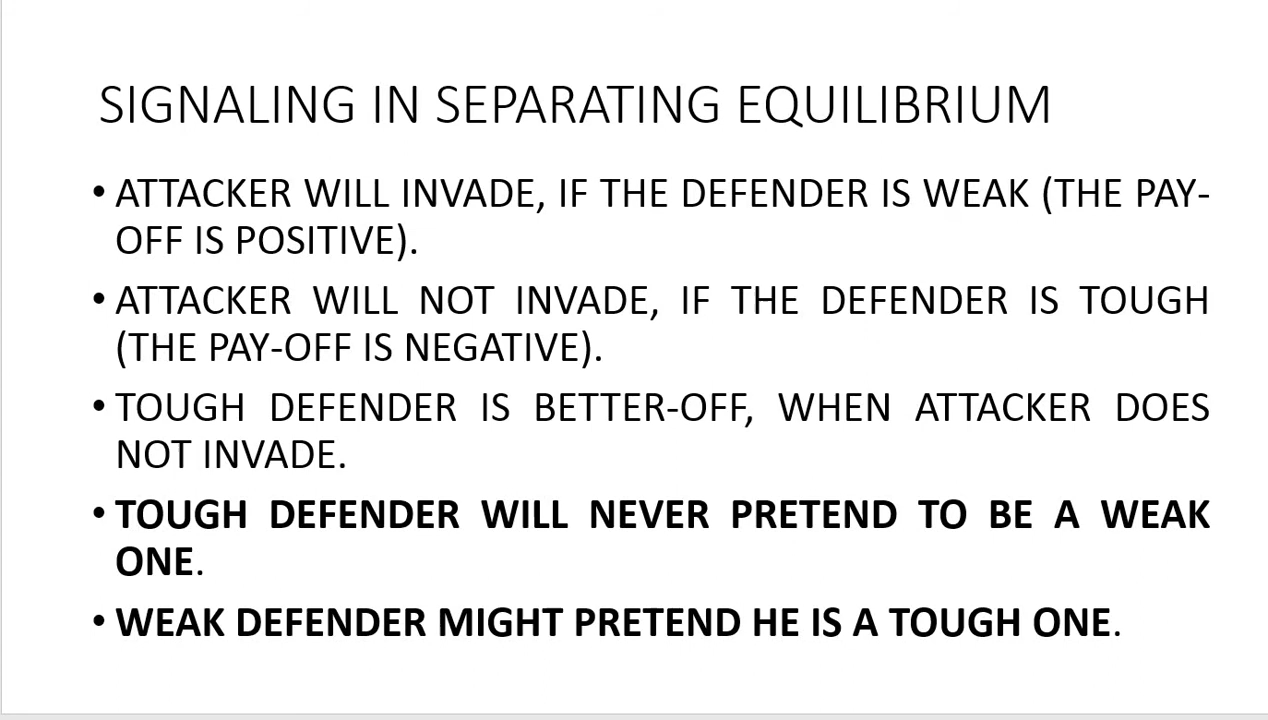 SIGNALING IN SEPARATING EQUILIBRIUM
• ATTACKER WILL INVADE, IF THE DEFENDER IS WEAK (THE PAY-
OFF IS POSITIVE).
• ATTACKER WILL NOT INVADE, IF THE DEFENDER IS TOUGH
(THE PAY-OFF IS NEGATIVE).
• TOUGH DEFENDER IS BETTER-OFF, WHEN ATTACKER DOES
NOT INVADE.
• TOUGH DEFENDER WILL NEVER PRETEND TO BE A WEAK
ONE.
• WEAK DEFENDER MIGHT PRETEND HE IS A TOUGH ONE.